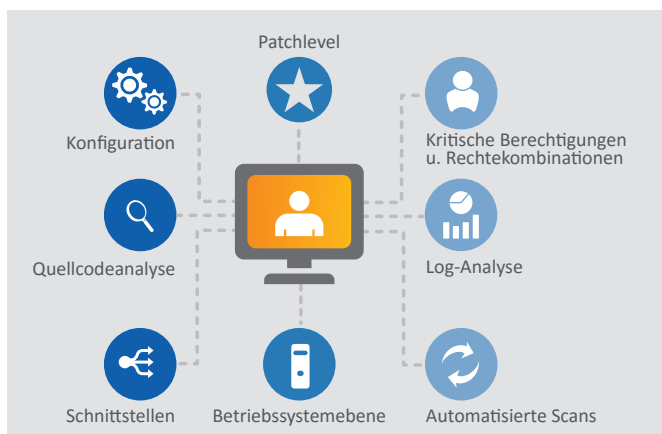 Patchlevel
Konfiguration
Kritische Berechtigungen
u. Rechtekombinationen
Quellcodeanalyse
Log-Analyse
Schnittstellen
Betriebssystemebene
Automatisierte Scans